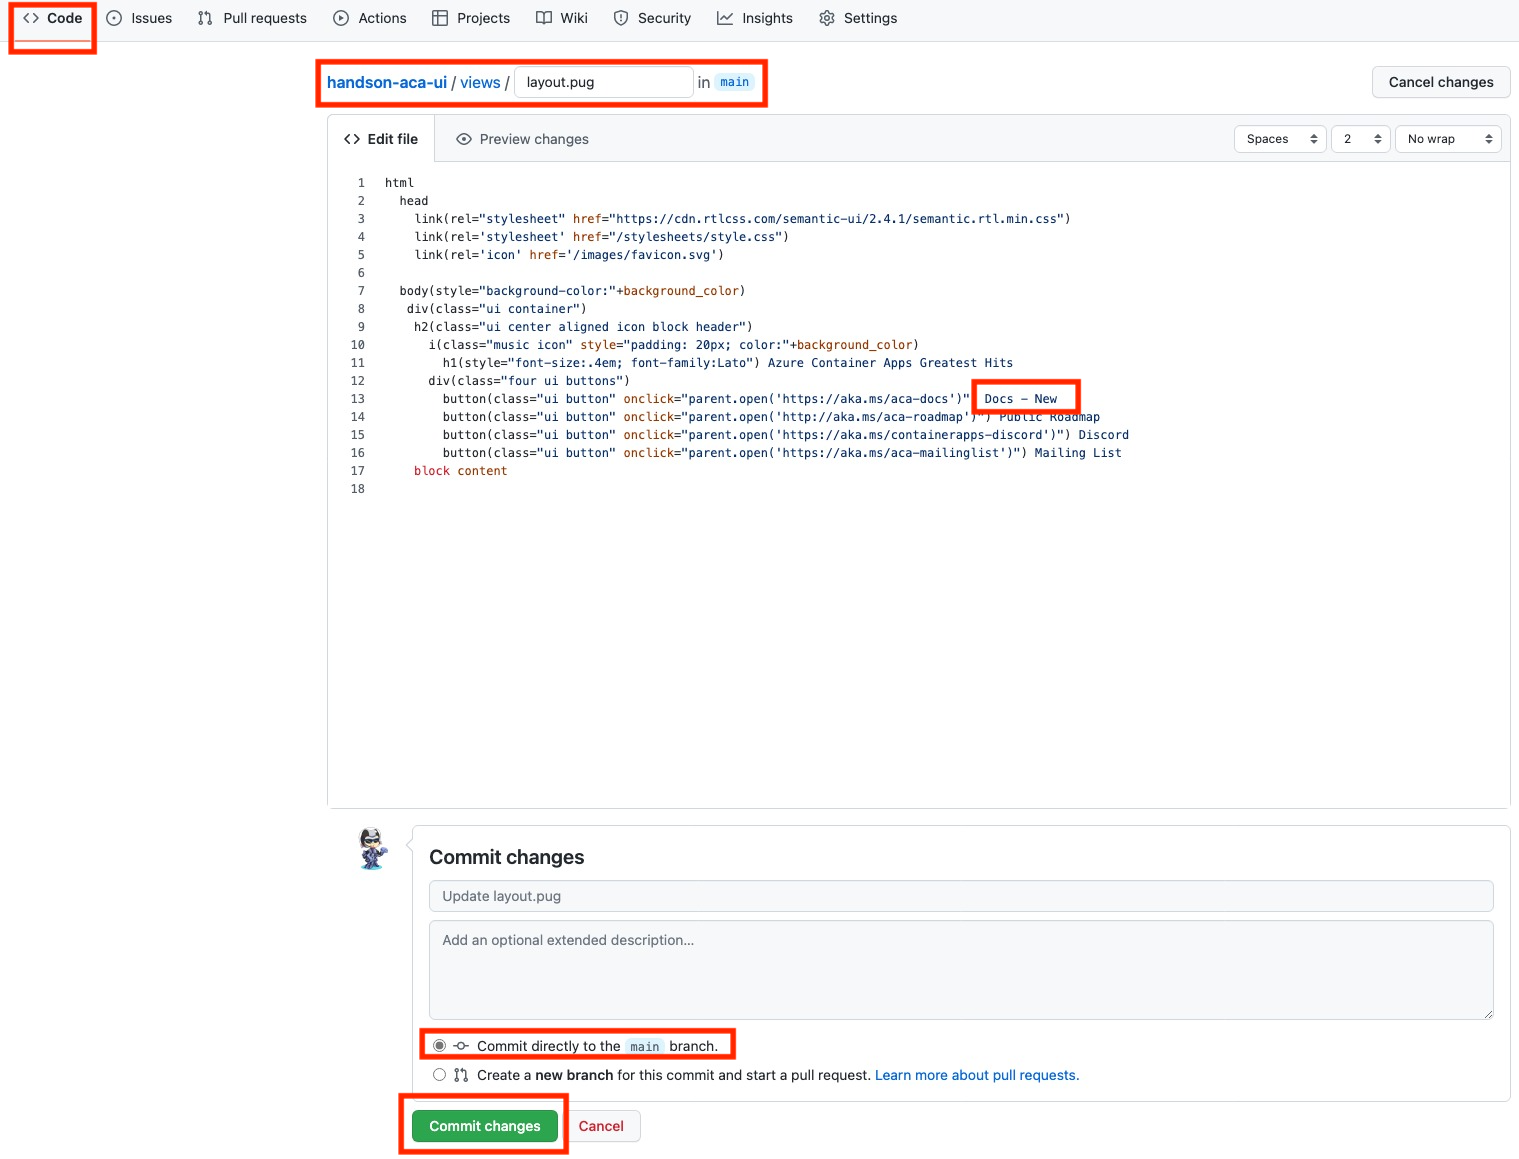 Code Issues Pull requests Actions Projects Wiki Security Insights Settings
handson-aca-ui / views / layout.pug in main
Cancel changes
Edit file Preview changes Spaces 2 No wrap
1 html
2 head
3 link(rel="stylesheet" href="https://cdn.rtlcss.com/semantic-ui/2.4.1/semantic.rtl.min.css")
4 link(rel='stylesheet' href="/stylesheets/style.css")
5 link(rel='icon' href='/images/favicon.svg')
6
7 body(style="background-color:"+background_color)
8 div(class="ui container")
9 h2(class="ui center aligned icon block header")
10 i(class="music icon" style="padding: 20px; color:"+background_color)
11 h1(style="font-size:.4em; font-family:Lato") Azure Container Apps Greatest Hits
12 div(class="four ui buttons")
13 button(class="ui button" onclick="parent.open('https://aka.ms/aca-docs')" Docs - New
14 button(class="ui button" onclick="parent.open('http://aka.ms/aca-roadmap')") Public Roadmap
15 button(class="ui button" onclick="parent.open('https://aka.ms/containerapps-discord')") Discord
16 button(class="ui button" onclick="parent.open('https://aka.ms/aca-mailinglist')") Mailing List
17 block content
18
Commit changes
Update layout.pug
Add an optional extended description...
Commit directly to the main branch.
Create a new branch for this commit and start a pull request. Learn more about pull requests.
Commit changes Cancel